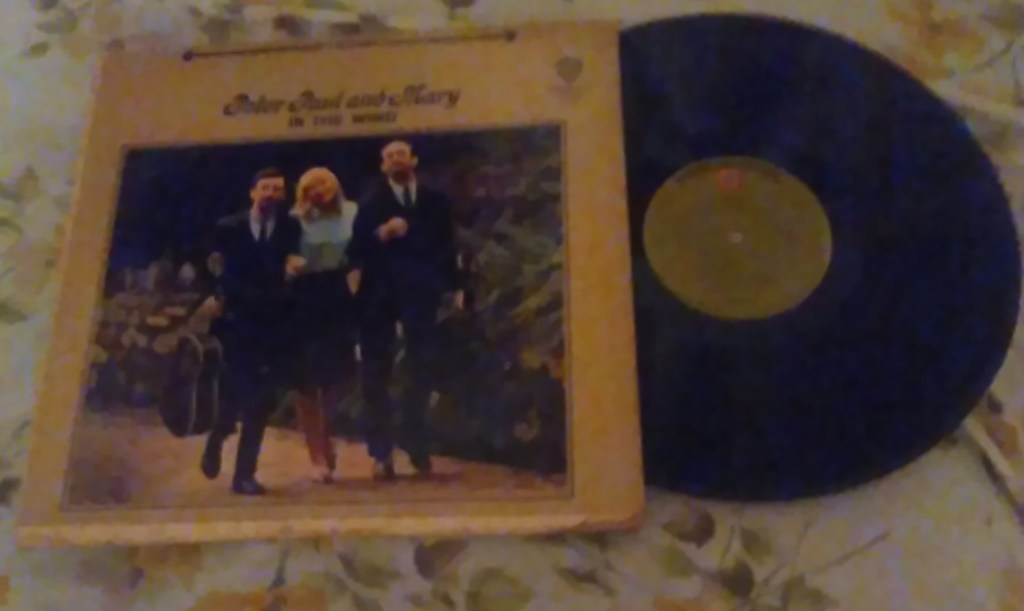 Peter Paul and Mary
IN THE WIND